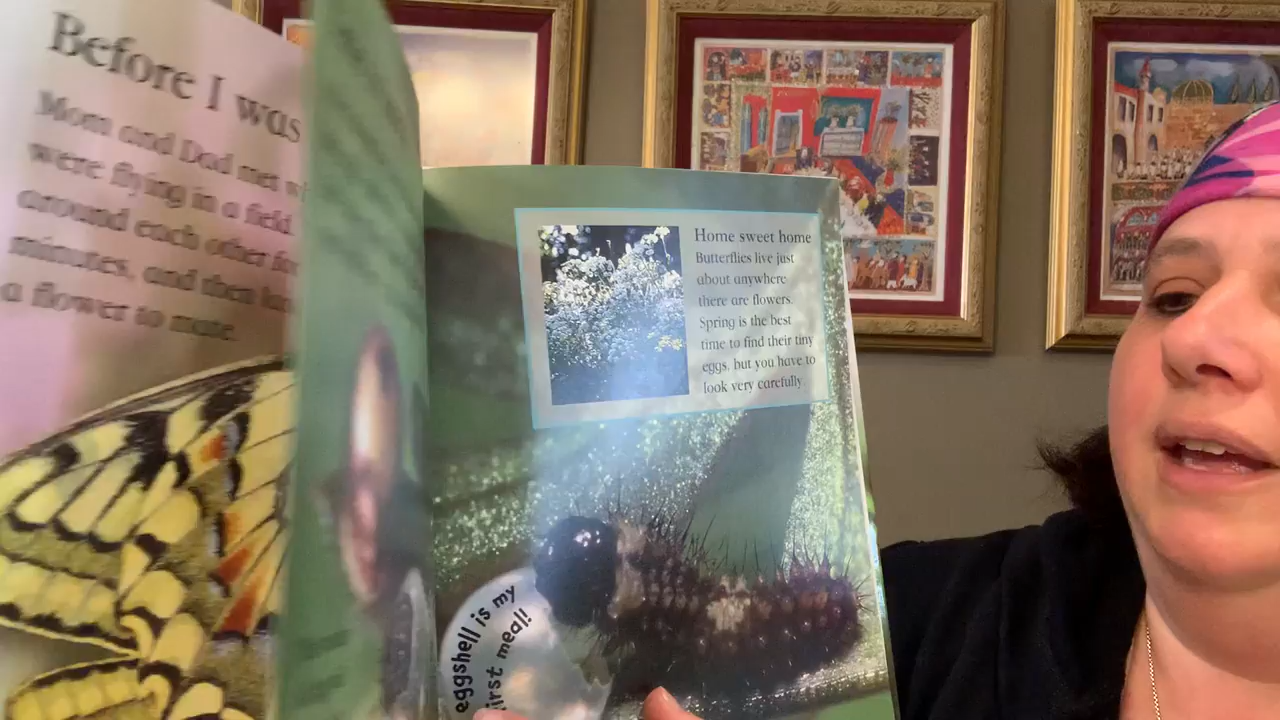 Before I was
Mom and Dad met
were flying in a field.
around each other for
minutes, and then
a flower to mate.
Home sweet home
Butterflies live just
about anywhere
there are flowers.
Spring is the best
time to find their tiny
eggs, but you have to
look very carefully.
eggshell is my
first meal!